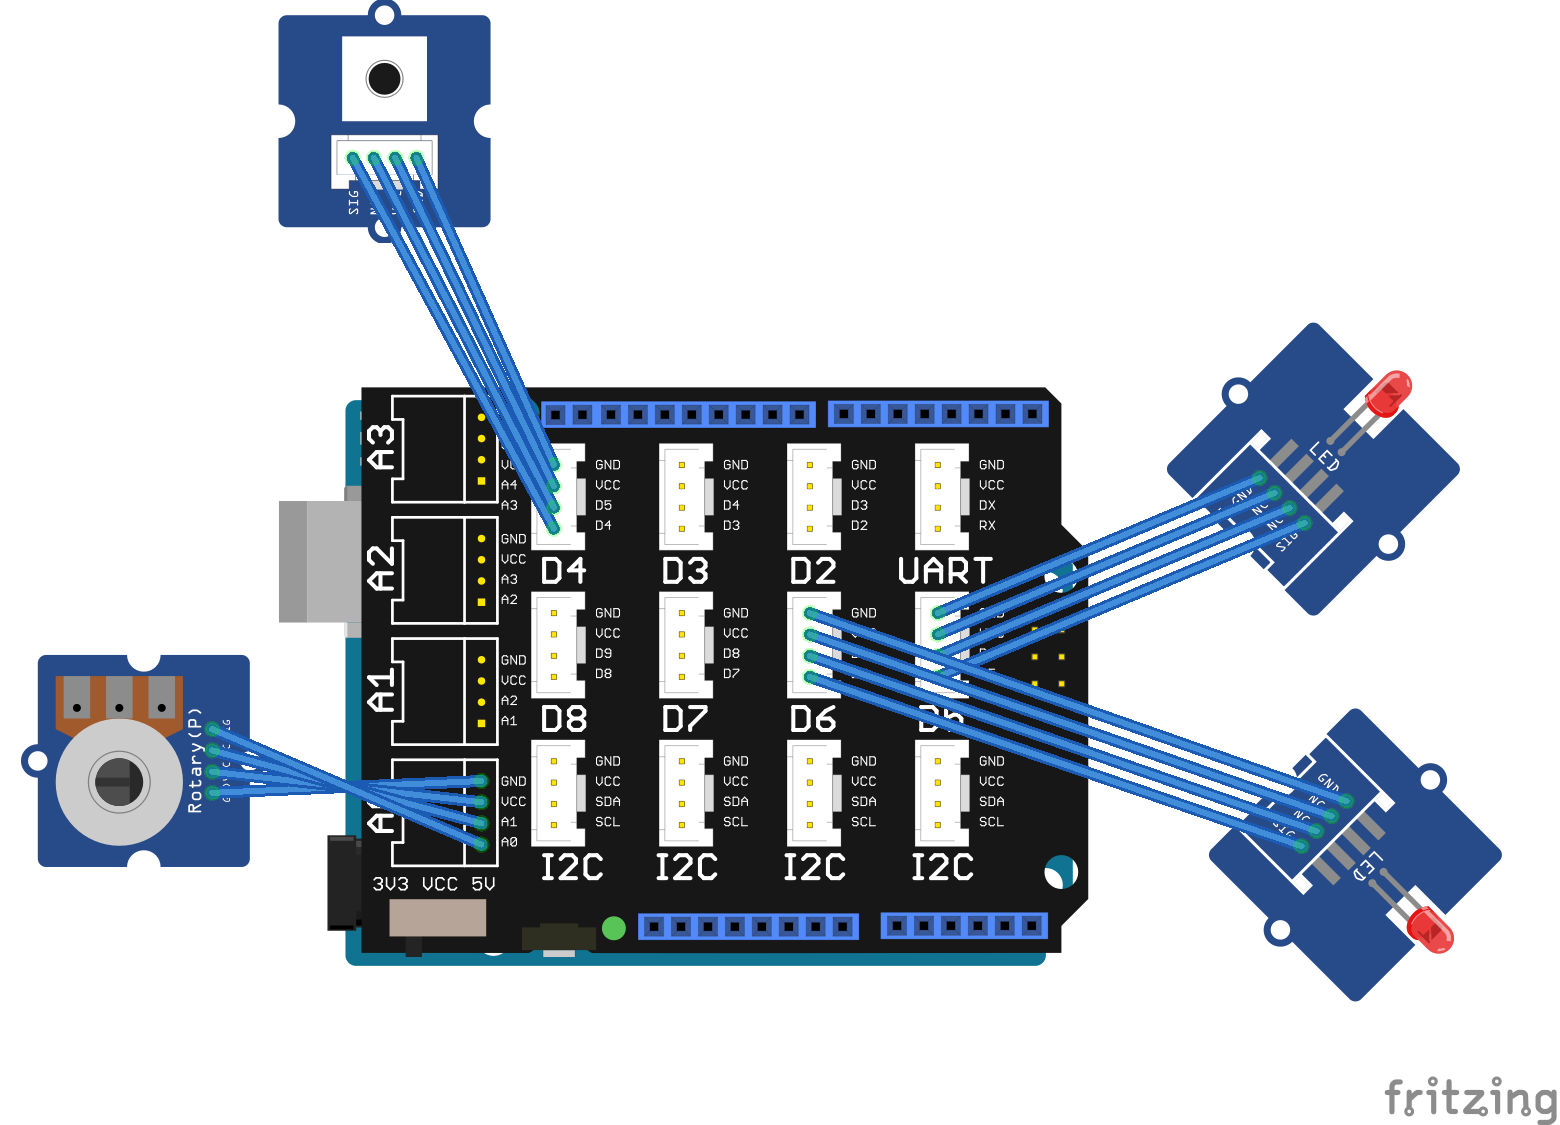 SIG
LED
A3
A4
A3
GND
VCC
D5
D4
GND
VCC
D4
D3
GND
VCC
D3
D2
GND
VCC
DX
RX
GNK
NC
NC
SIG
D4
D3
D2
UART
A2
GND
VCC
A3
A2
GND
VCC
D9
D8
GND
VCC
D8
D7
GND
A1
GND
VCC
A2
A1
D8
D7
D6
Rotary(P)
GND
VCC
A1
A0
GND
VCC
SDA
SCL
GND
VCC
SDA
SCL
GND
VCC
SDA
SCL
GND
VCC
SDA
SCL
GND
NC
NC
SIG
LED
I2C
I2C
I2C
I2C
3V3 VCC 5V
fritzing